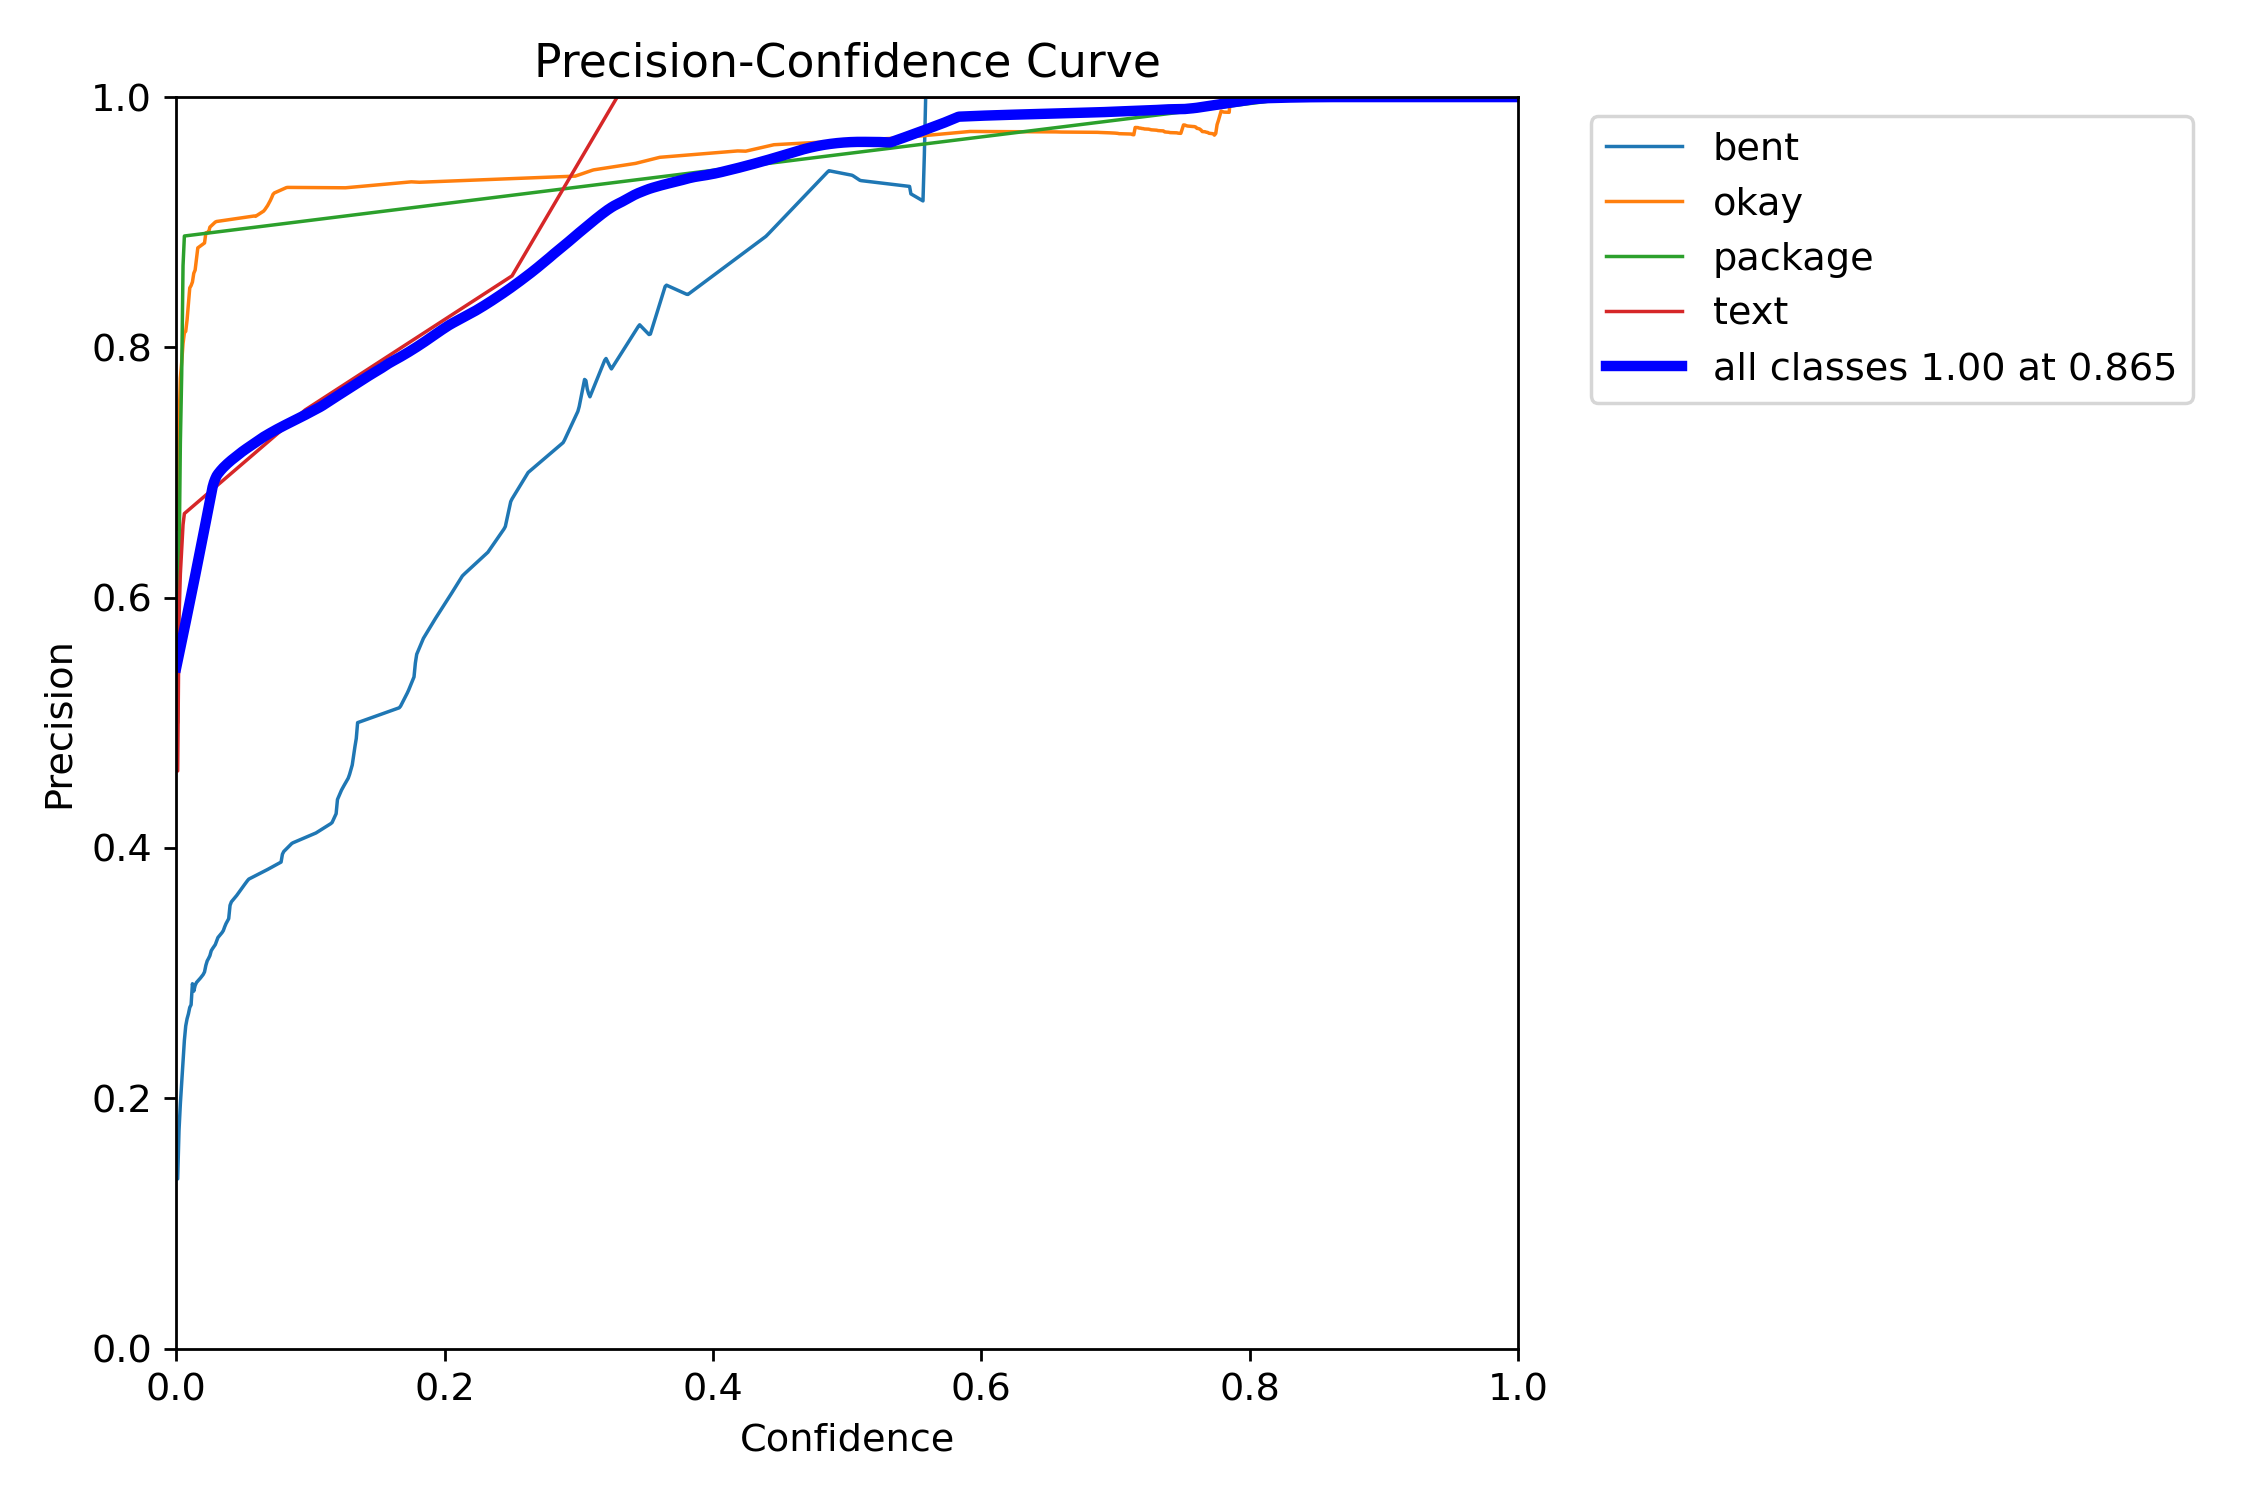 Precision-Confidence Curve
1.0
0.8
0.6
0.4
0.2
0.0
Precision
0.0 0.2 0.4 0.6 0.8 1.0
Confidence
bent
okay
package
text
all classes 1.00 at 0.865